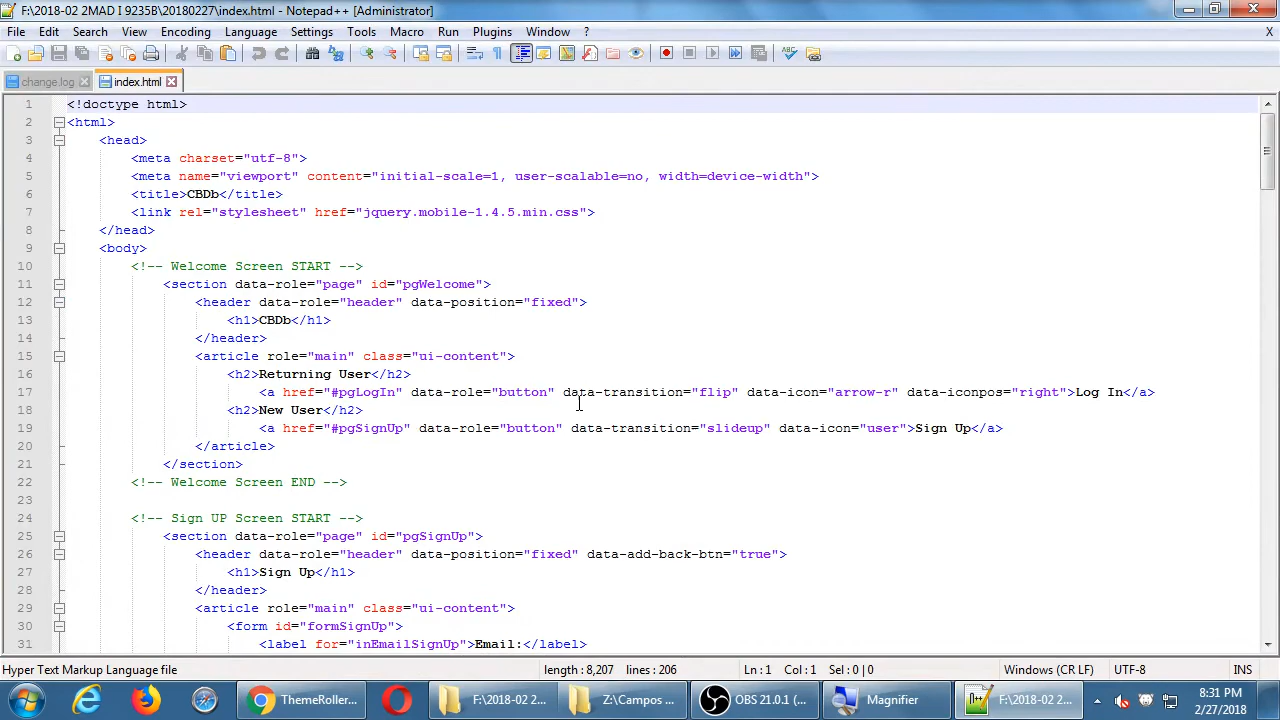 F:\2018-02 2MAD I 9235B\20180227\index.html - Notepad++ [Administrator]
File Edit Search View Encoding Language Settings Tools Macro Run Plugins Window ? X
change.log index.html
1 <!doctype html>
2 <html>
3 <head>
4 <meta charset="utf-8">
5 <meta name="viewport" content="initial-scale=1, user-scalable=no, width=device-width">
6 <title>CBDb</title>
7 <link rel="stylesheet" href="jquery.mobile-1.4.5.min.css">
8 </head>
9 <body>
10 <!-- Welcome Screen START -->
11 <section data-role="page" id="pgWelcome">
12 <header data-role="header" data-position="fixed">
13 <h1>CBDb</h1>
14 </header>
15 <article role="main" class="ui-content">
16 <h2>Returning User</h2>
17 <a href="#pgLogIn" data-role="button" data-transition="flip" data-icon="arrow-r" data-iconpos="right">Log In</a>
18 <h2>New User</h2>
19 <a href="#pgSignUp" data-role="button" data-transition="slideup" data-icon="user">Sign Up</a>
20 </article>
21 </section>
22 <!-- Welcome Screen END -->
23
24 <!-- Sign UP Screen START -->
25 <section data-role="page" id="pgSignUp">
26 <header data-role="header" data-position="fixed" data-add-back-btn="true">
27 <h1>Sign Up</h1>
28 </header>
29 <article role="main" class="ui-content">
30 <form id="formSignUp">
31 <label for="inEmailSignUp">Email:</label>
Hyper Text Markup Language file length : 8,207 lines : 206 Ln : 1 Col : 1 Sel : 0 | 0 Windows (CR LF) UTF-8 INS
ThemeRoller... F:\2018-02 2... Z:\Campos ... OBS 21.0.1 (... Magnifier F:\2018-02 2... 8:31 PM
2/27/2018